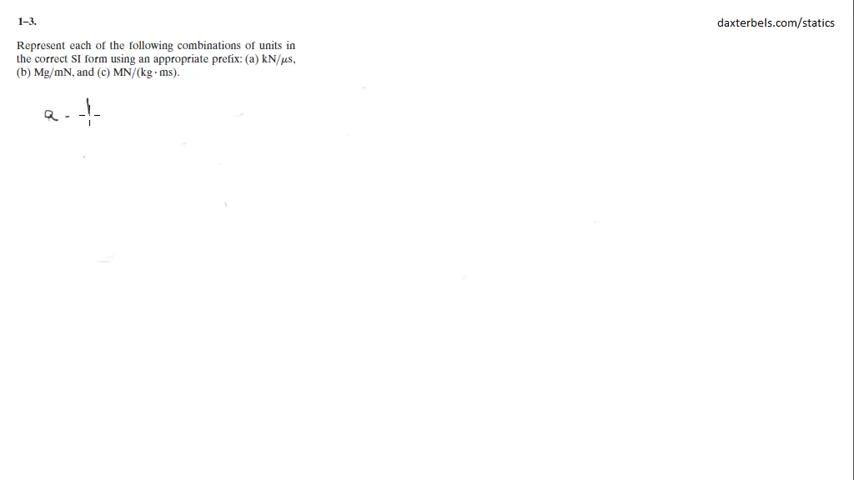 1–3.
daxterbels.com/statics
Represent each of the following combinations of units in
the correct SI form using an appropriate prefix: (a) kN/μs,
(b) Mg/mN, and (c) MN/(kg · ms).
a -